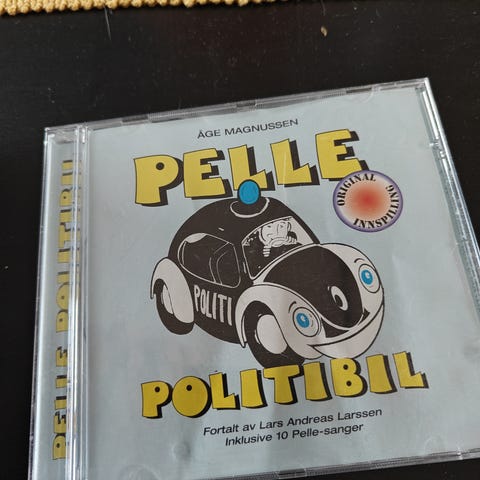 ÅGE MAGNUSSEN
PELLE
ORIGINAL
INNSPILLING
POLITI
POLITIBIL
Fortalt av Lars Andreas Larssen
Inklusive 10 Pelle-sanger
PELLE POLITIBIL